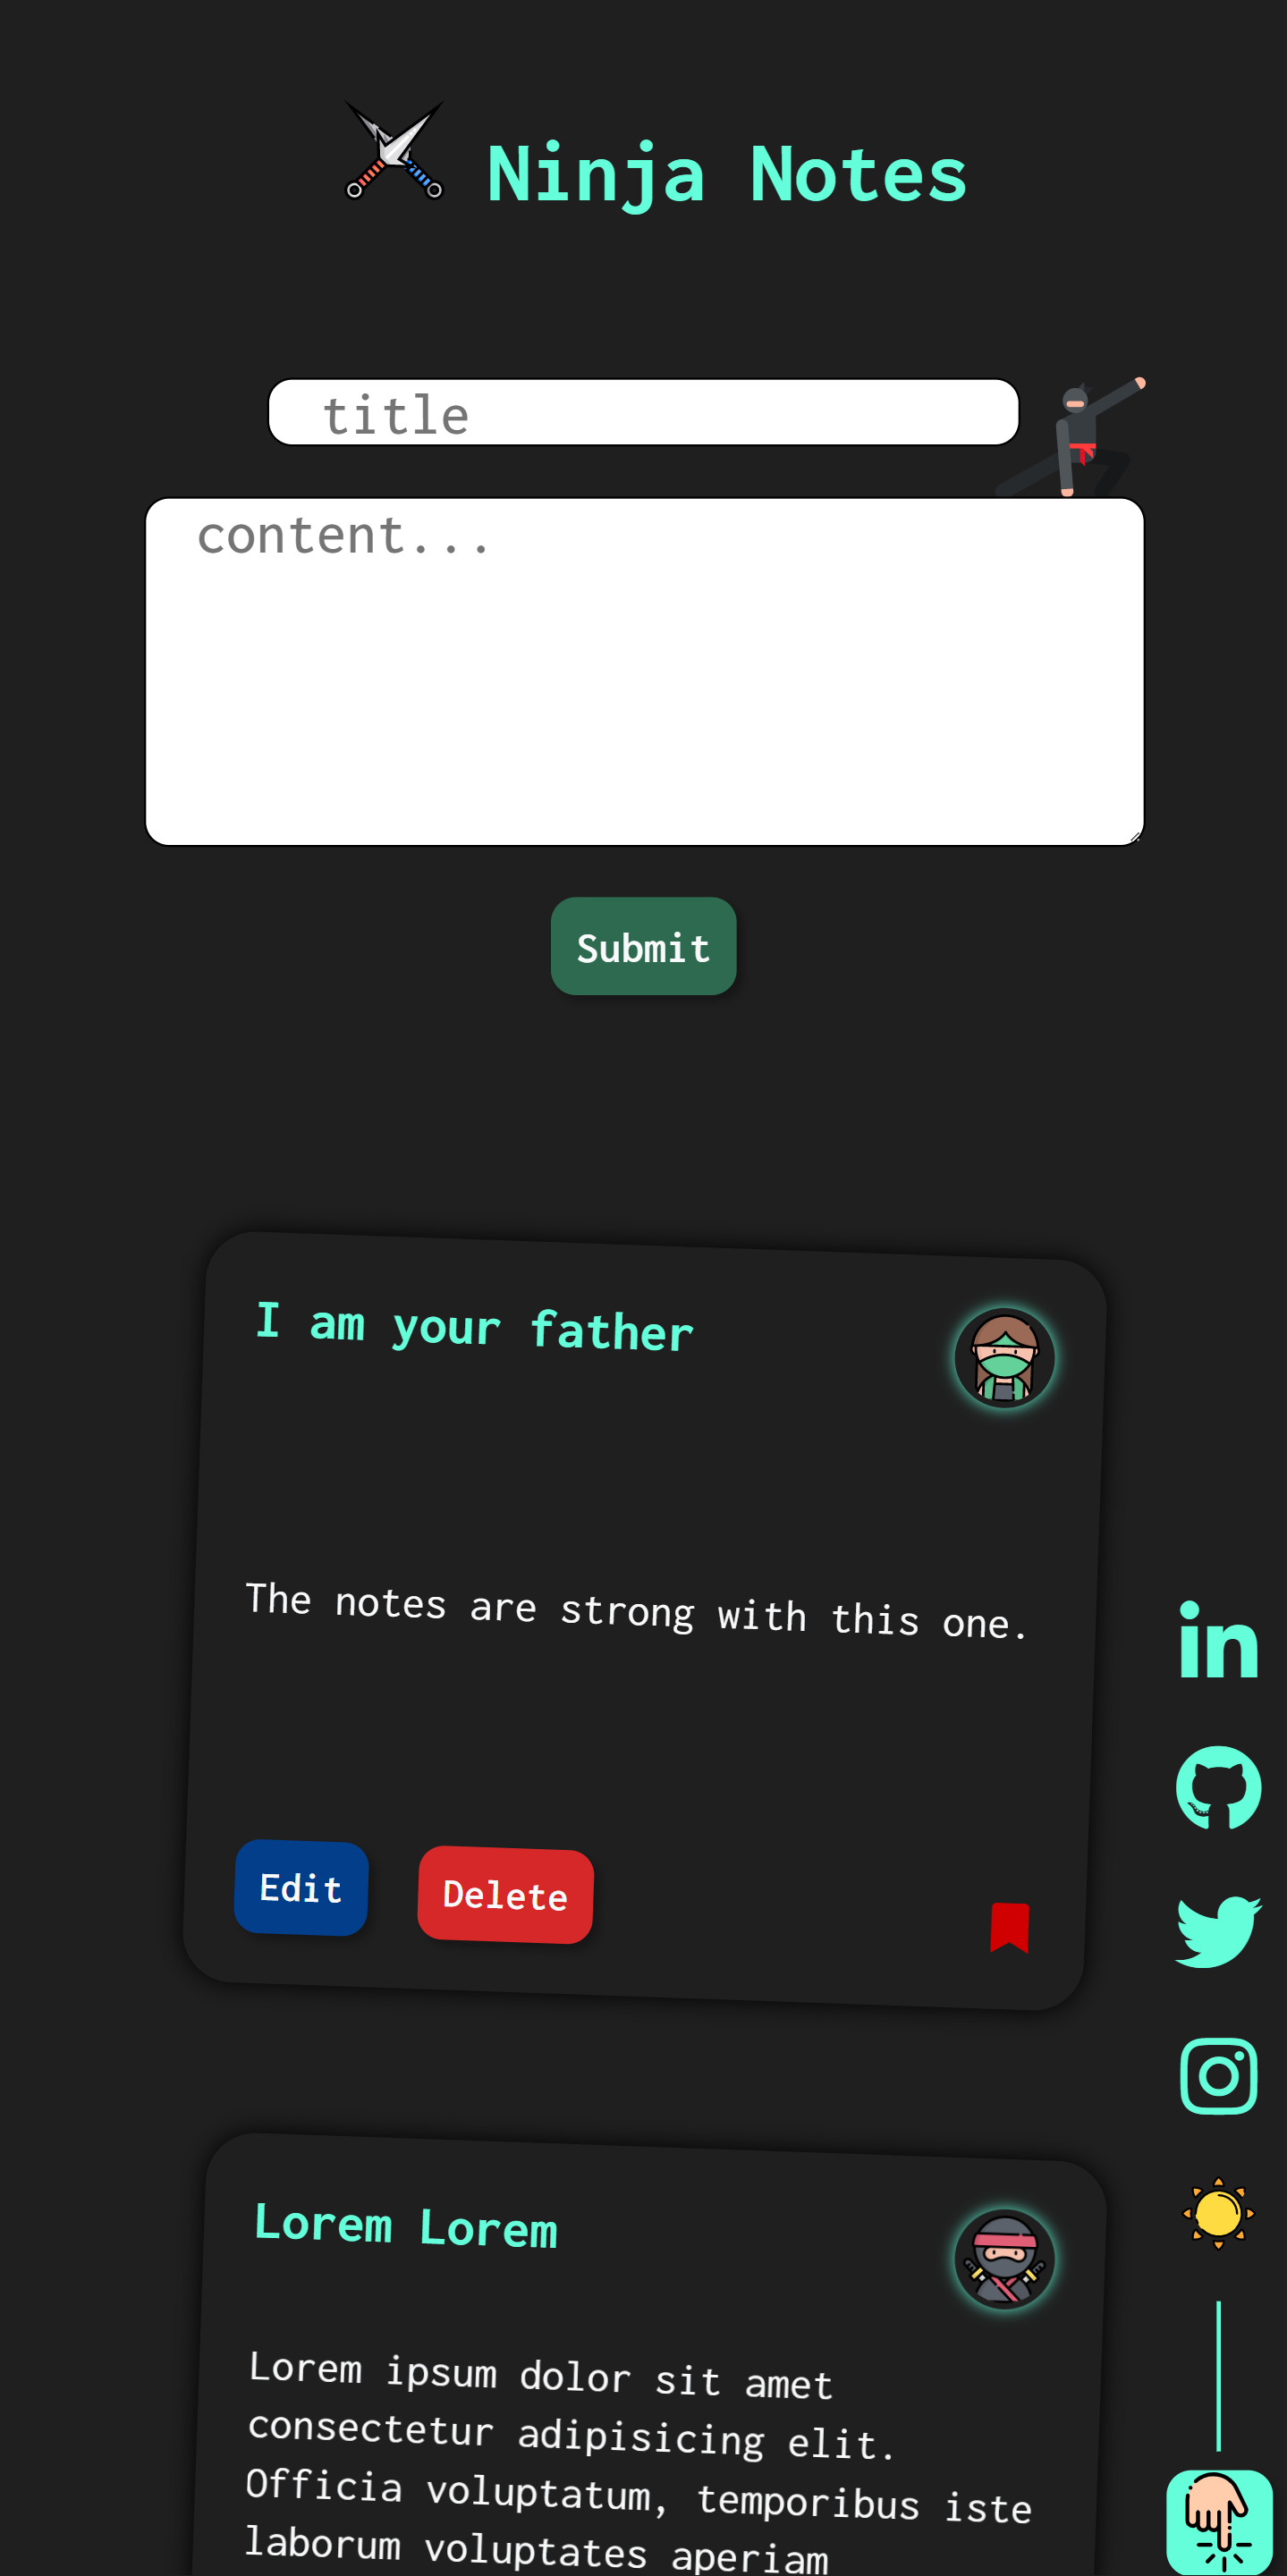 Ninja Notes
title
content...
Submit
I am your father
The notes are strong with this one.
Edit
Delete
in
Lorem Lorem
Lorem ipsum dolor sit amet
consectetur adipisicing elit.
Officia voluptatum, temporibus iste
laborum voluptates aperiam